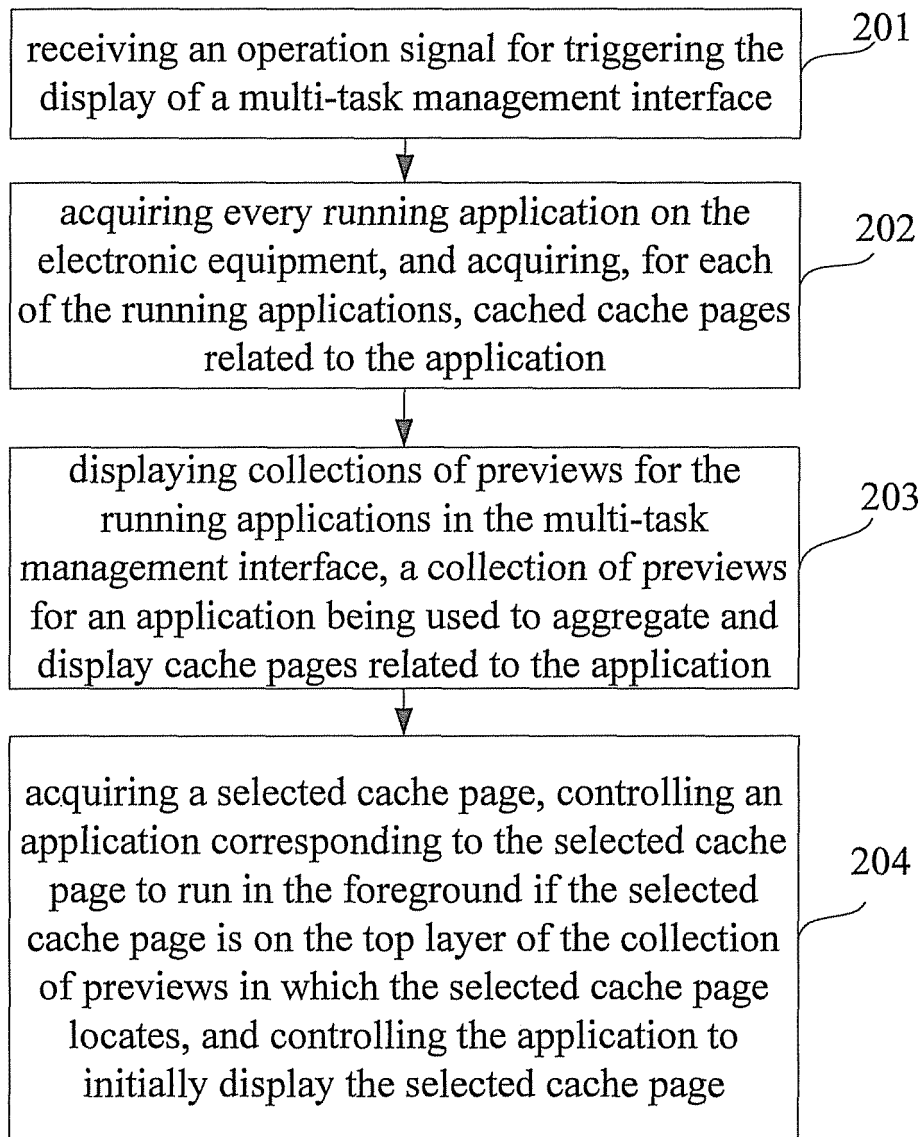 receiving an operation signal for triggering the
display of a multi-task management interface
201
acquiring every running application on the
electronic equipment, and acquiring, for each
of the running applications, cached cache pages
related to the application
202
displaying collections of previews for the
running applications in the multi-task
management interface, a collection of previews
for an application being used to aggregate and
display cache pages related to the application
203
acquiring a selected cache page, controlling an
application corresponding to the selected cache
page to run in the foreground if the selected
cache page is on the top layer of the collection
of previews in which the selected cache page
locates, and controlling the application to
initially display the selected cache page
204